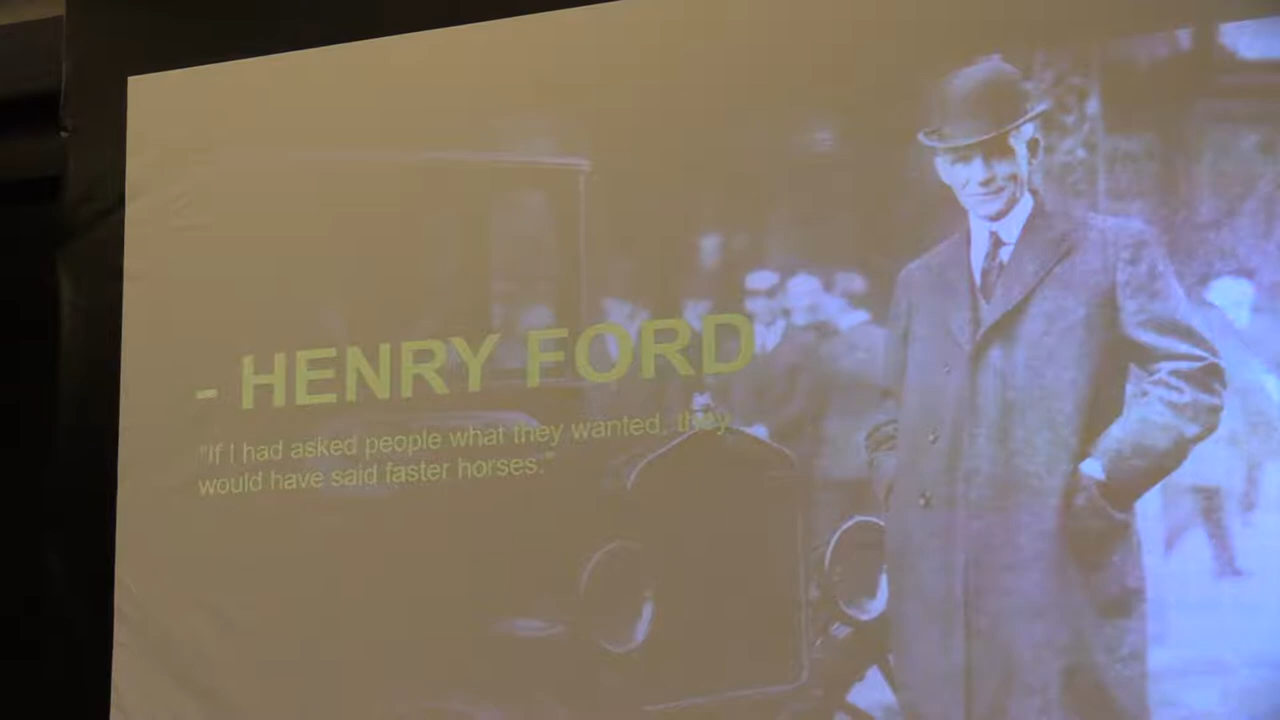 - HENRY FORD
"If I had asked people what they wanted, they
would have said faster horses."